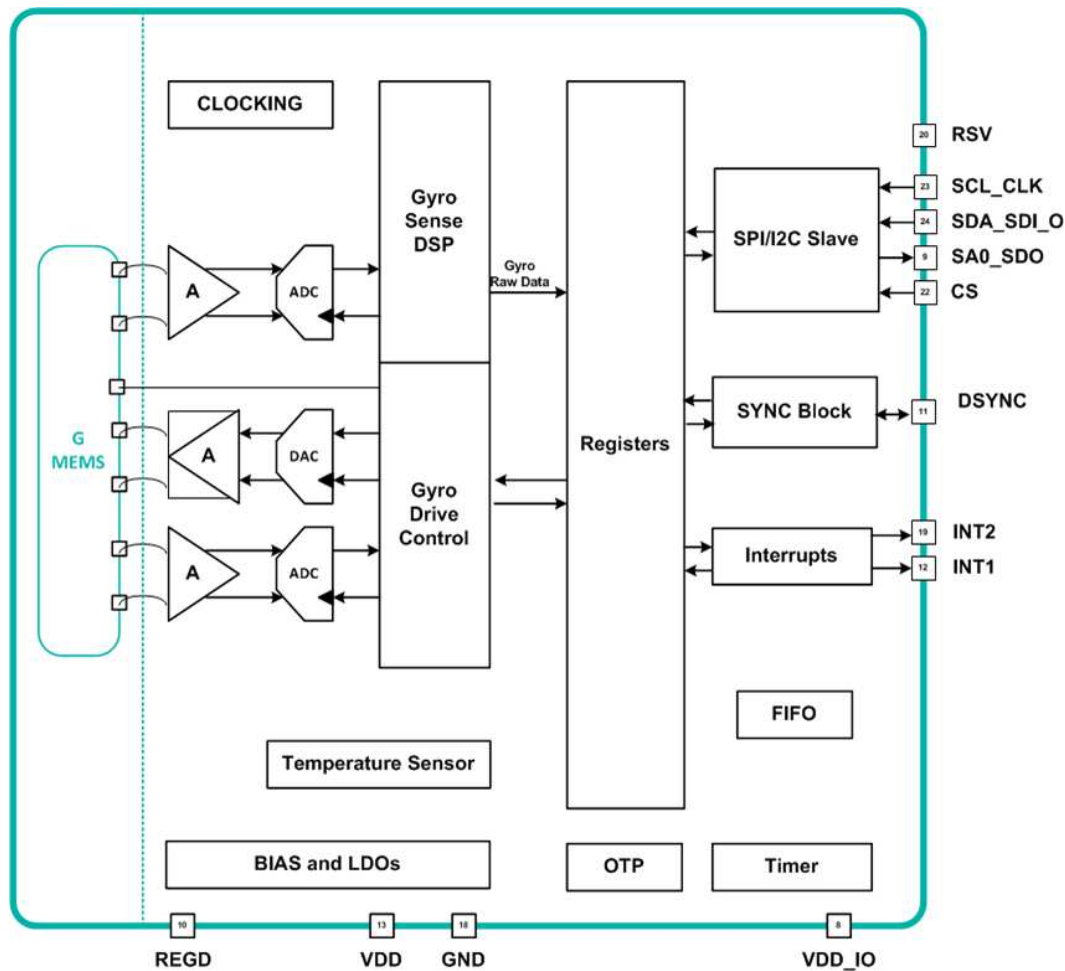 CLOCKING
20 RSV
Gyro
Sense
DSP
SPI/I2C Slave
23 SCL_CLK
24 SDA_SDI_O
9 SA0_SDO
22 CS
A
ADC
Gyro
Raw Data
G
MEMS
A
DAC
Gyro
Drive
Control
Registers
SYNC Block
11 DSYNC
A
ADC
Interrupts
19 INT2
12 INT1
FIFO
Temperature Sensor
BIAS and LDOs
OTP
Timer
10
13
18
8
REGD
VDD
GND
VDD_IO